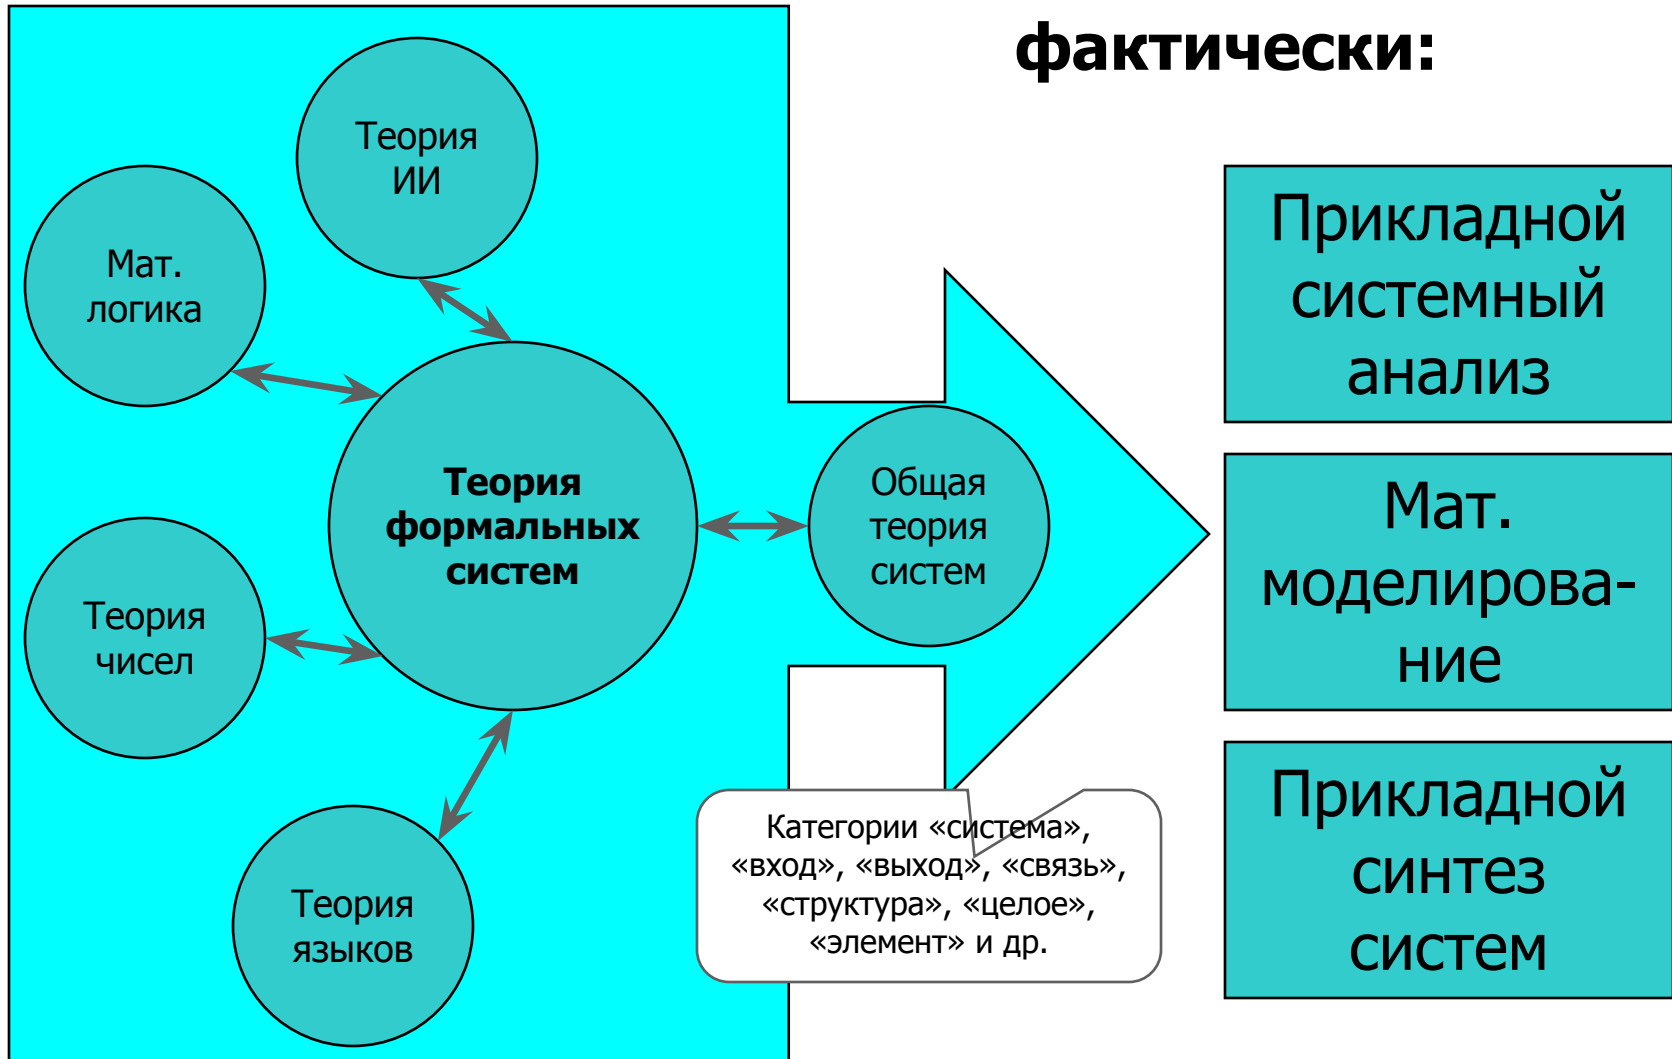 фактически:
Теория
ИИ
Мат.
логика
Теория
формальных
систем
Общая
теория
систем
Теория
чисел
Теория
языков
Категории «система»,
«вход», «выход», «связь»,
«структура», «целое»,
«элемент» и др.
Прикладной
системный
анализ
Мат.
моделирова-
ние
Прикладной
синтез
систем